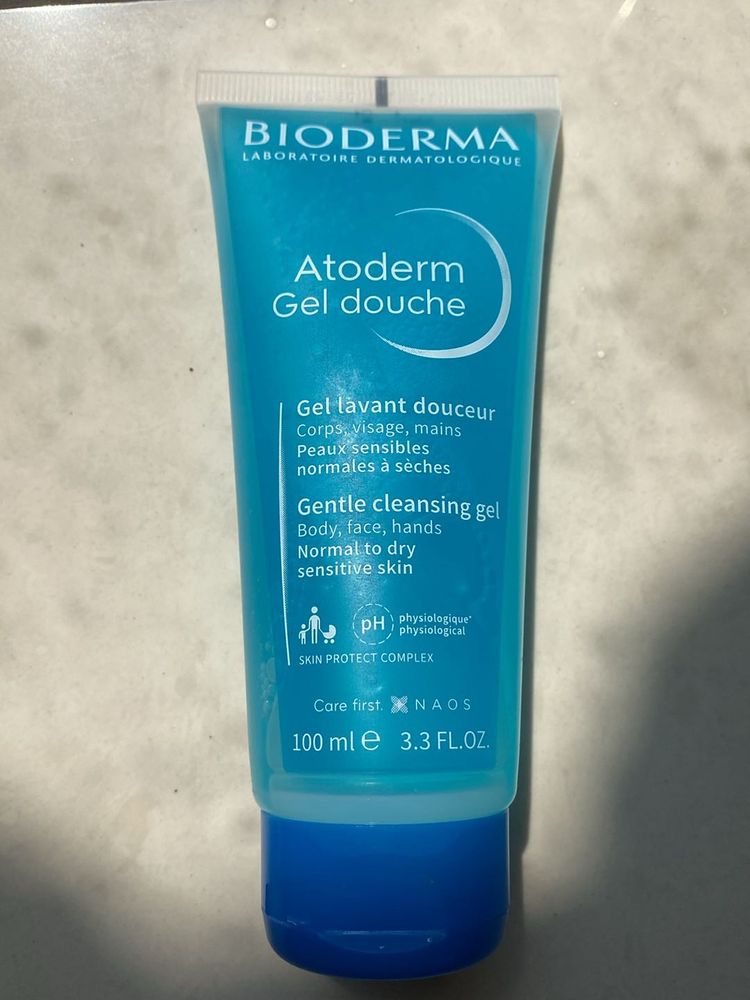 BIODERMA
LABORATOIRE DERMATOLOGIQUE
Atoderm
Gel douche
Gel lavant douceur
Corps, visage, mains
Peaux sensibles
normales à sèches
Gentle cleansing gel
Body, face, hands
Normal to dry
sensitive skin
pH physiologique*
physiological
SKIN PROTECT COMPLEX
Care first. NAOS
100 ml ℮ 3.3 FL.OZ.